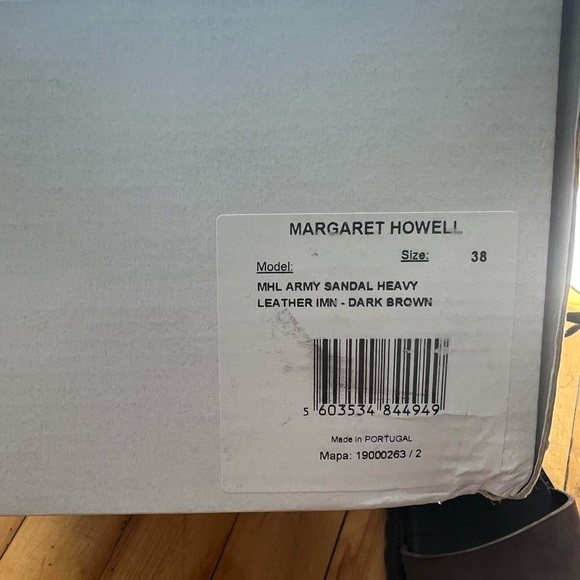 MARGARET HOWELL
Size: 38
Model:
MHL ARMY SANDAL HEAVY
LEATHER IMN - DARK BROWN
5 603534 844949
Made in PORTUGAL
Mapa: 19000263 / 2